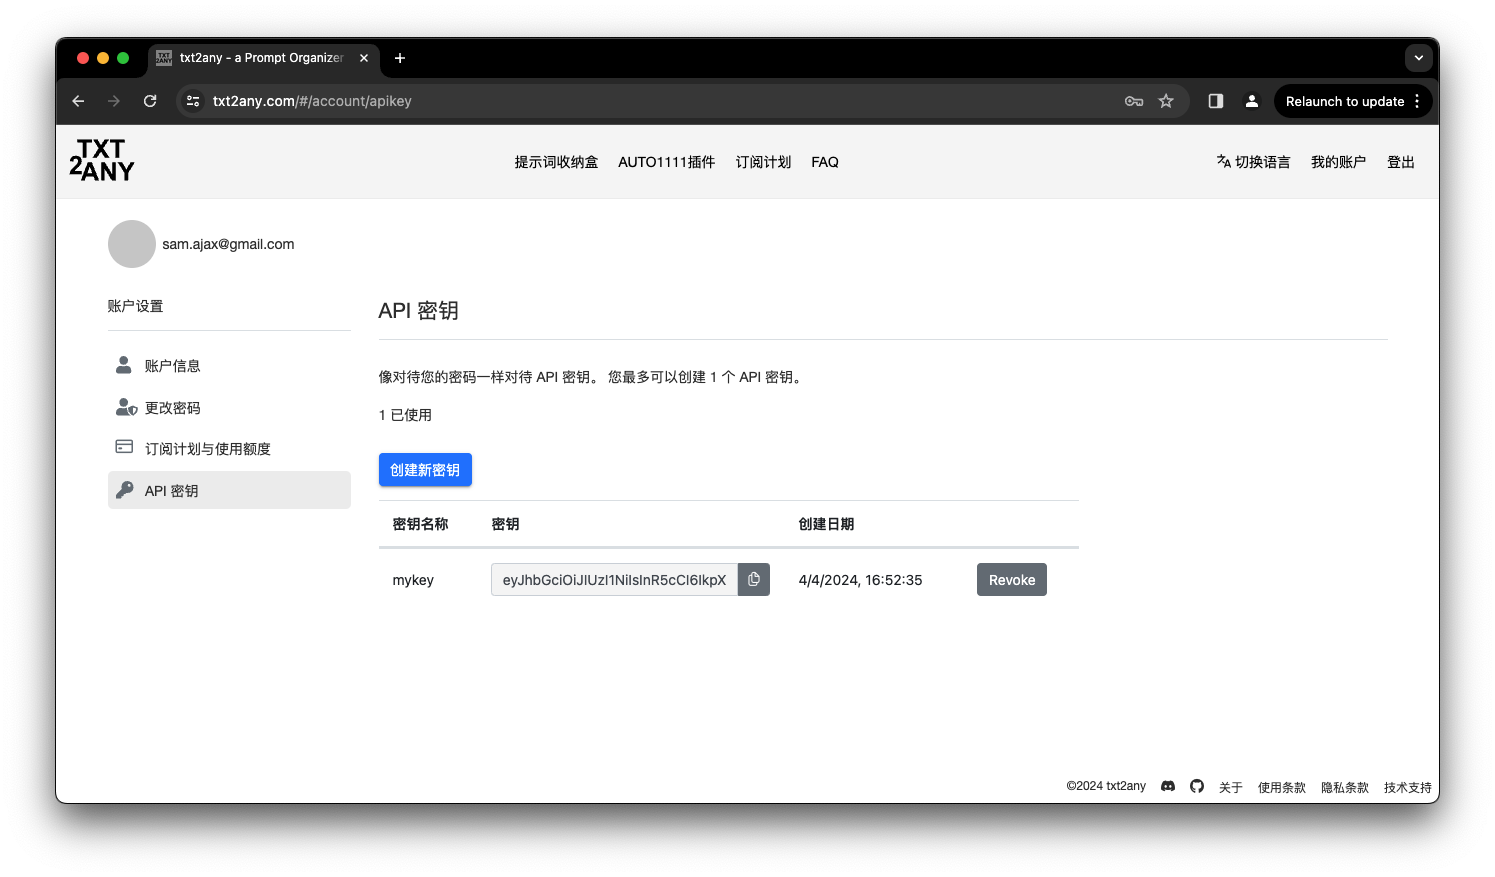 txt2any - a Prompt Organizer
txt2any.com/#/account/apikey
Relaunch to update
TXT
2ANY
提示词收纳盒 AUTO1111插件 订阅计划 FAQ
切换语言 我的账户 登出
sam.ajax@gmail.com
账户设置
账户信息
更改密码
订阅计划与使用额度
API 密钥
API 密钥
像对待您的密码一样对待 API 密钥。 您最多可以创建 1 个 API 密钥。
1 已使用
创建新密钥
密钥名称 密钥 创建日期
mykey eyJhbGciOiJIUzI1NiIsInR5cCI6IkpX 4/4/2024, 16:52:35 Revoke
©2024 txt2any 关于 使用条款 隐私条款 技术支持